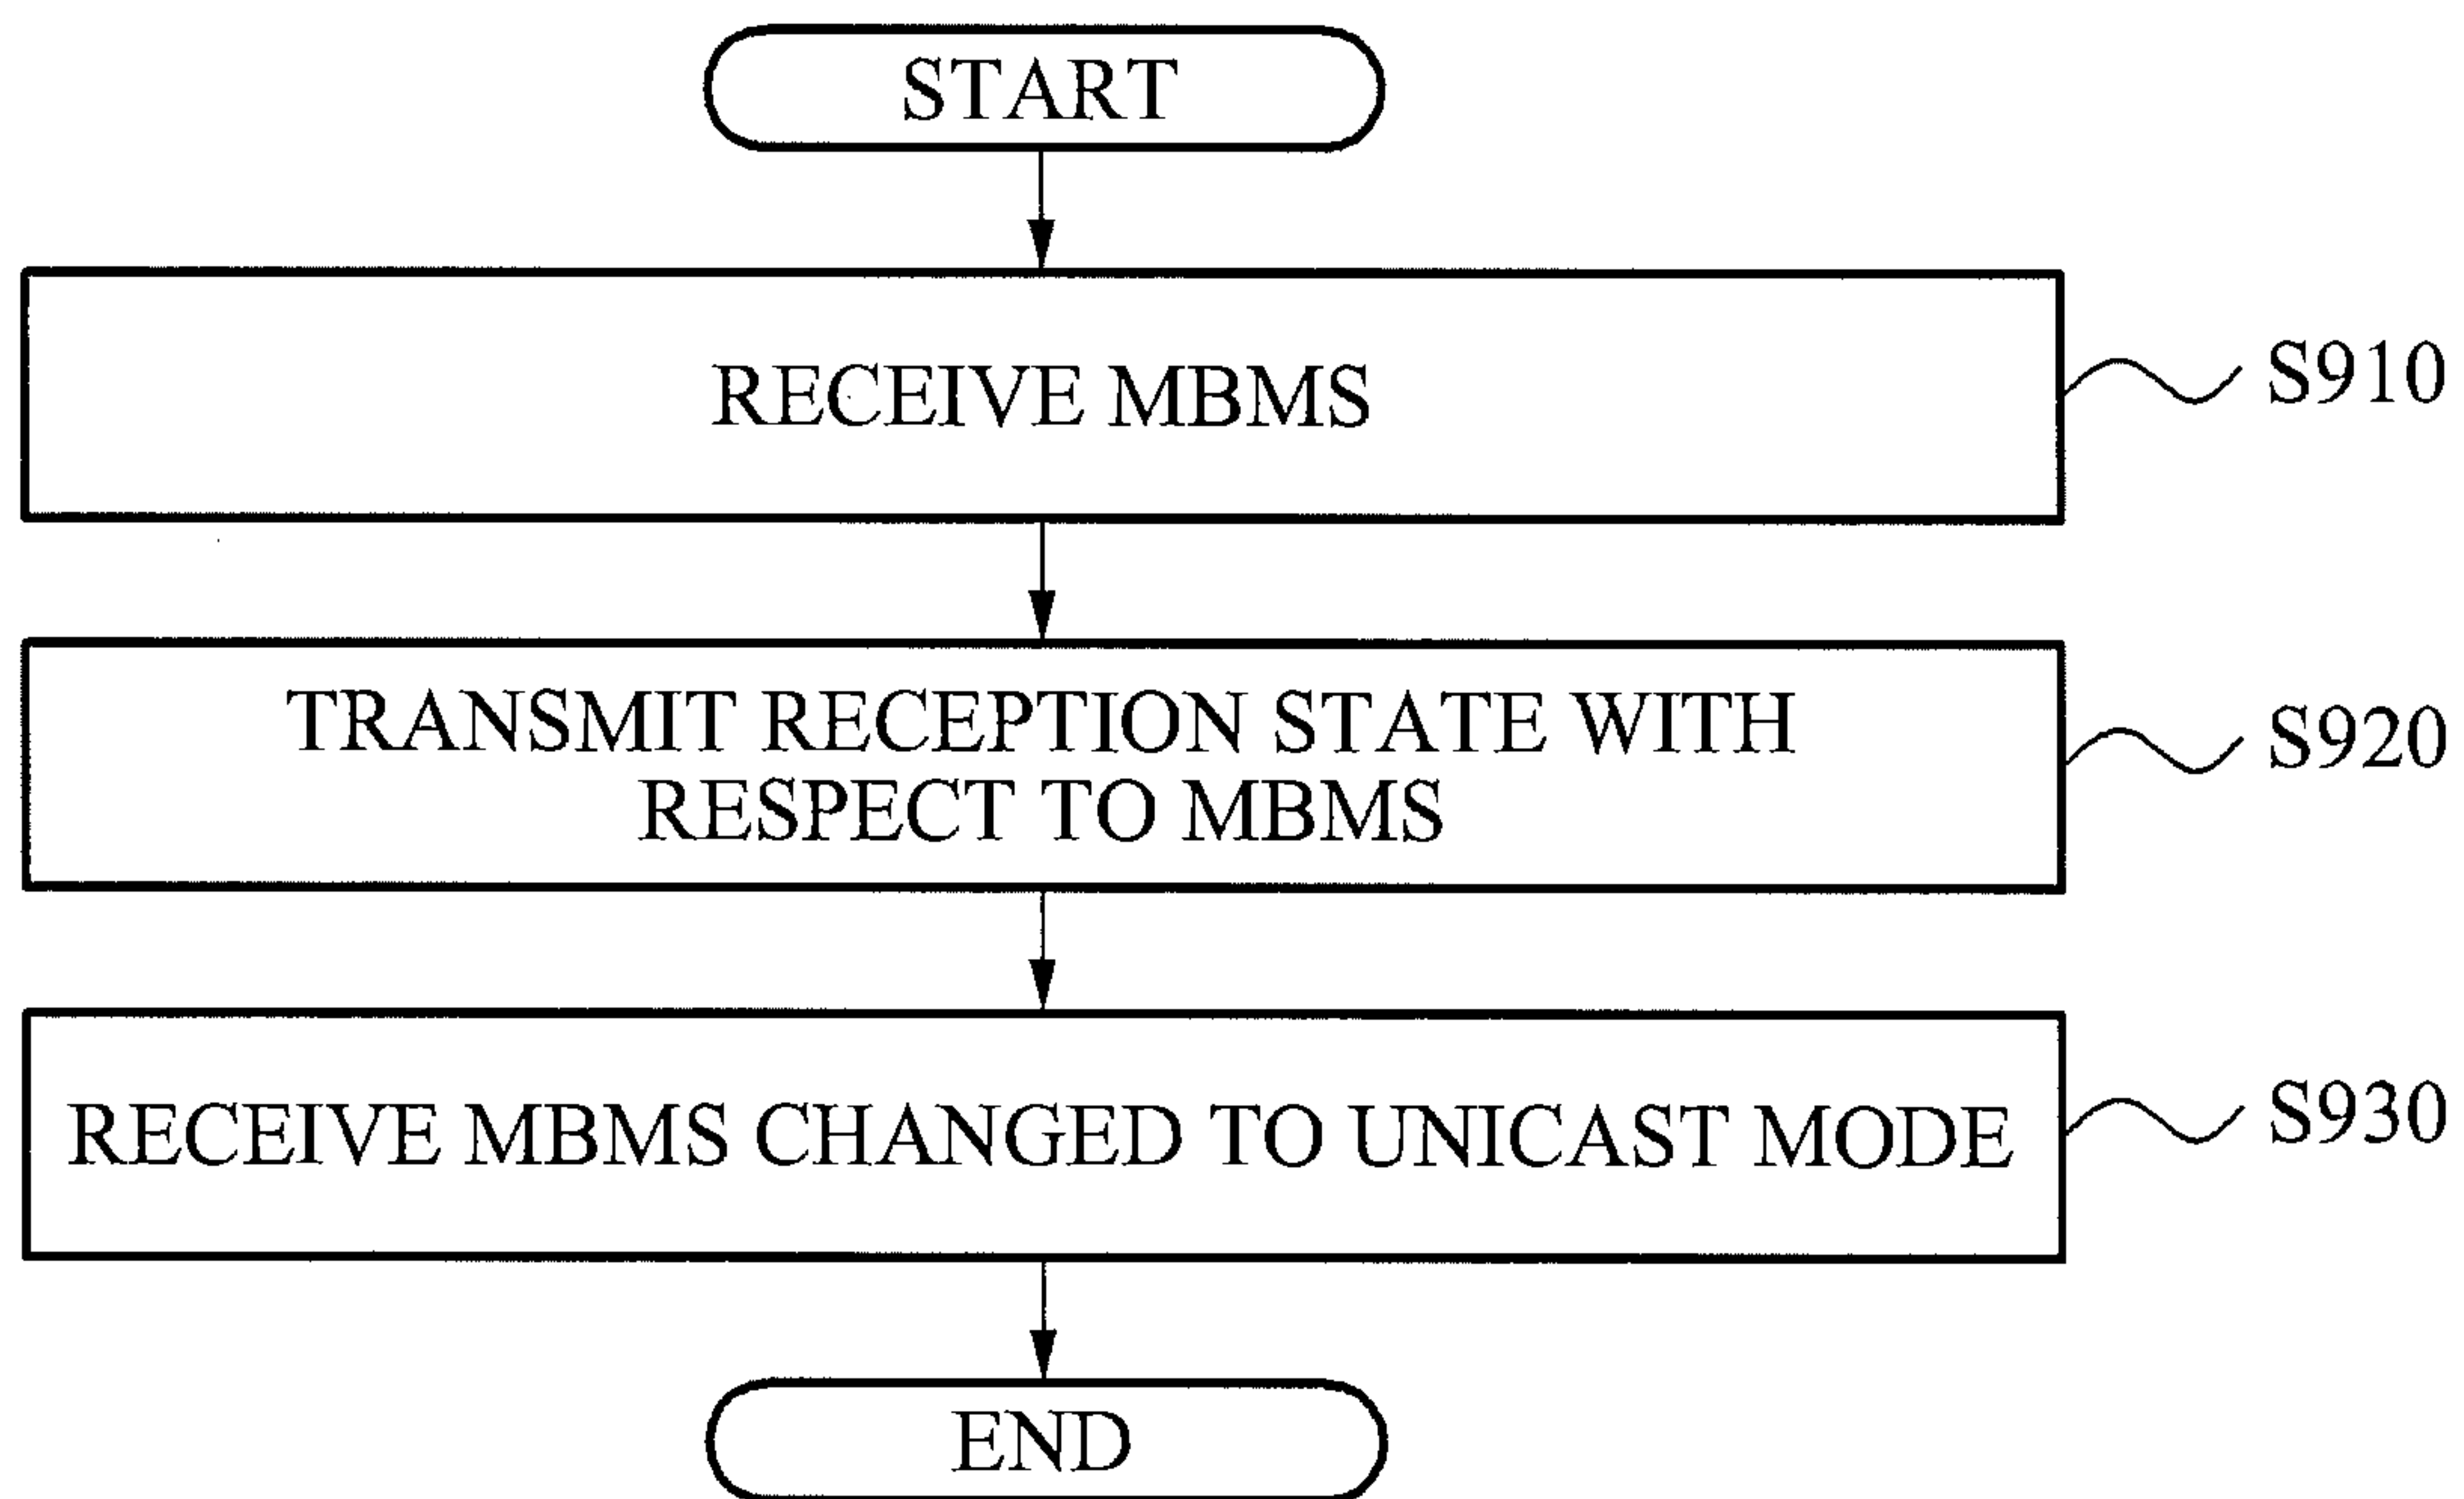 START
RECEIVE MBMS
S910
TRANSMIT RECEPTION STATE WITH
RESPECT TO MBMS
S920
RECEIVE MBMS CHANGED TO UNICAST MODE
S930
END